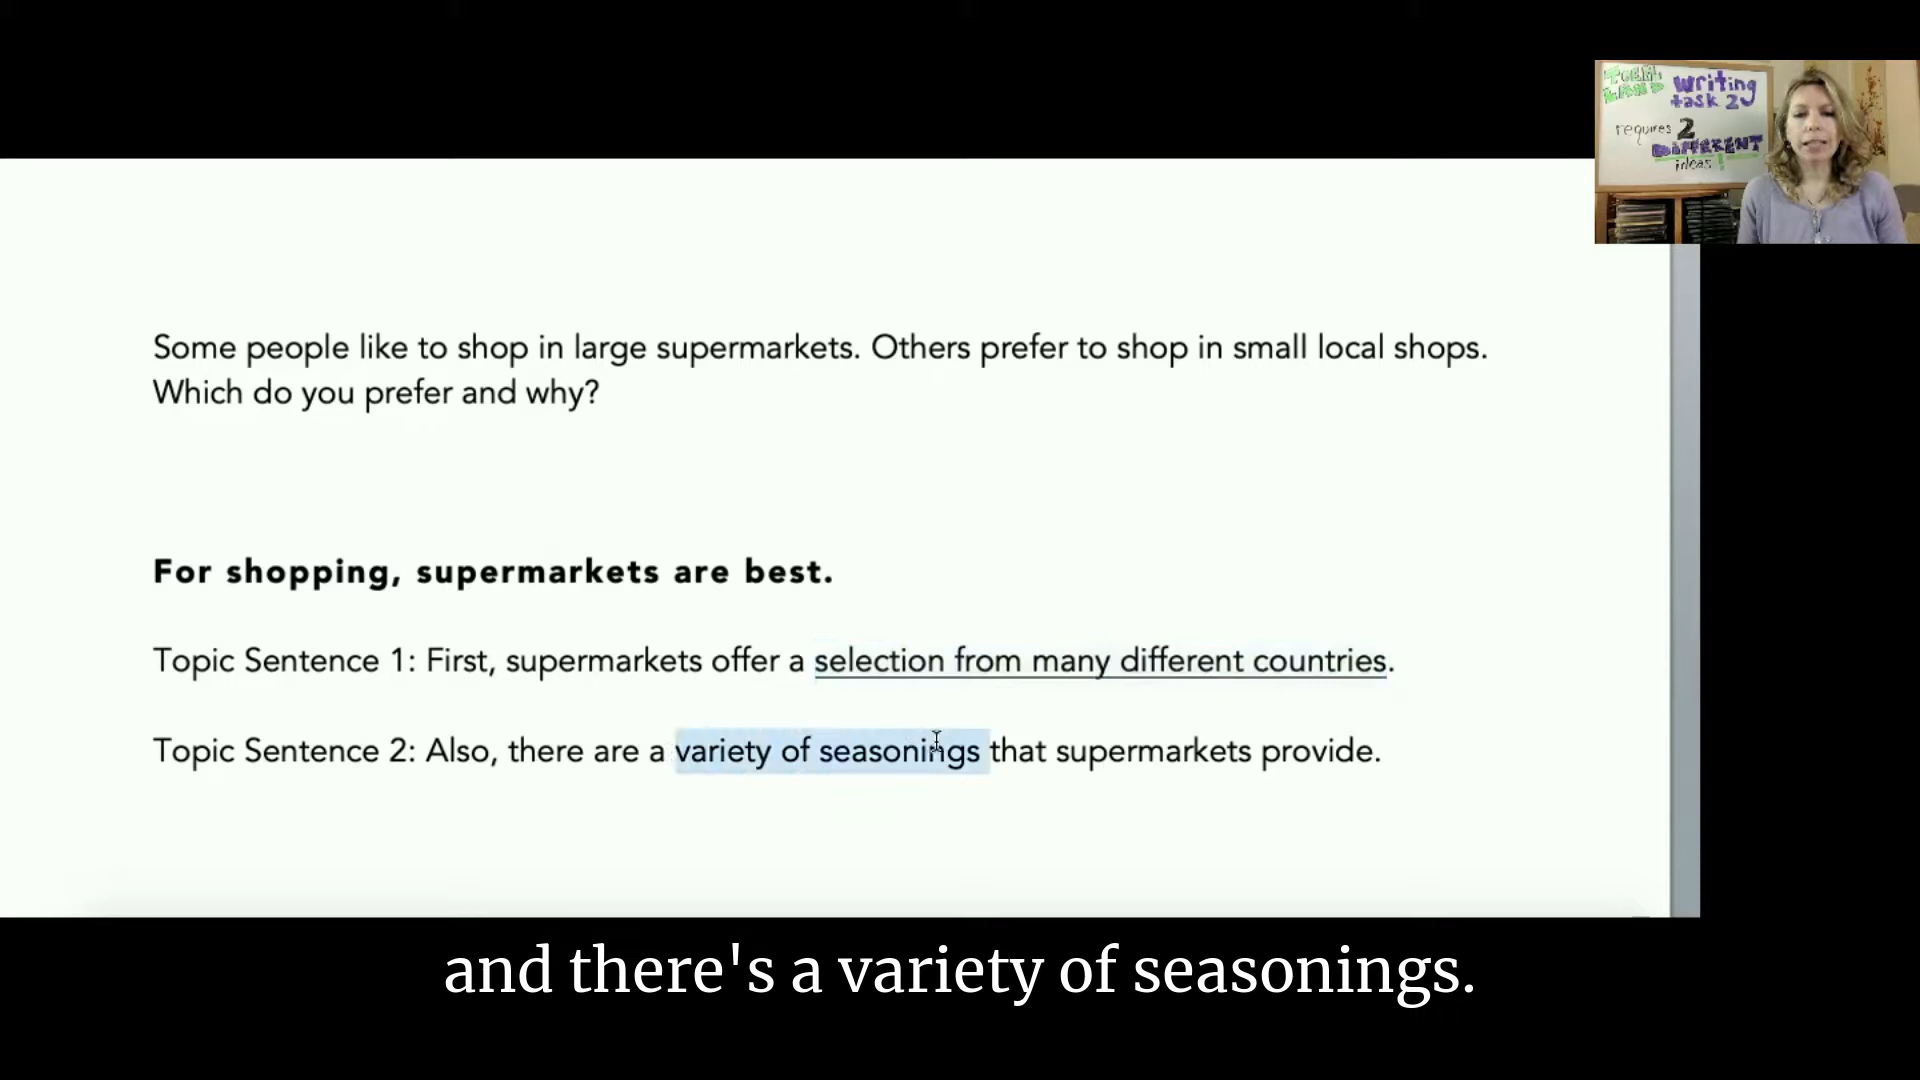 TOEFL
LAND
writing
task 2
requires 2
DIFFERENT
ideas!
Some people like to shop in large supermarkets. Others prefer to shop in small local shops.
Which do you prefer and why?
For shopping, supermarkets are best.
Topic Sentence 1: First, supermarkets offer a selection from many different countries.
Topic Sentence 2: Also, there are a variety of seasonings that supermarkets provide.
and there's a variety of seasonings.